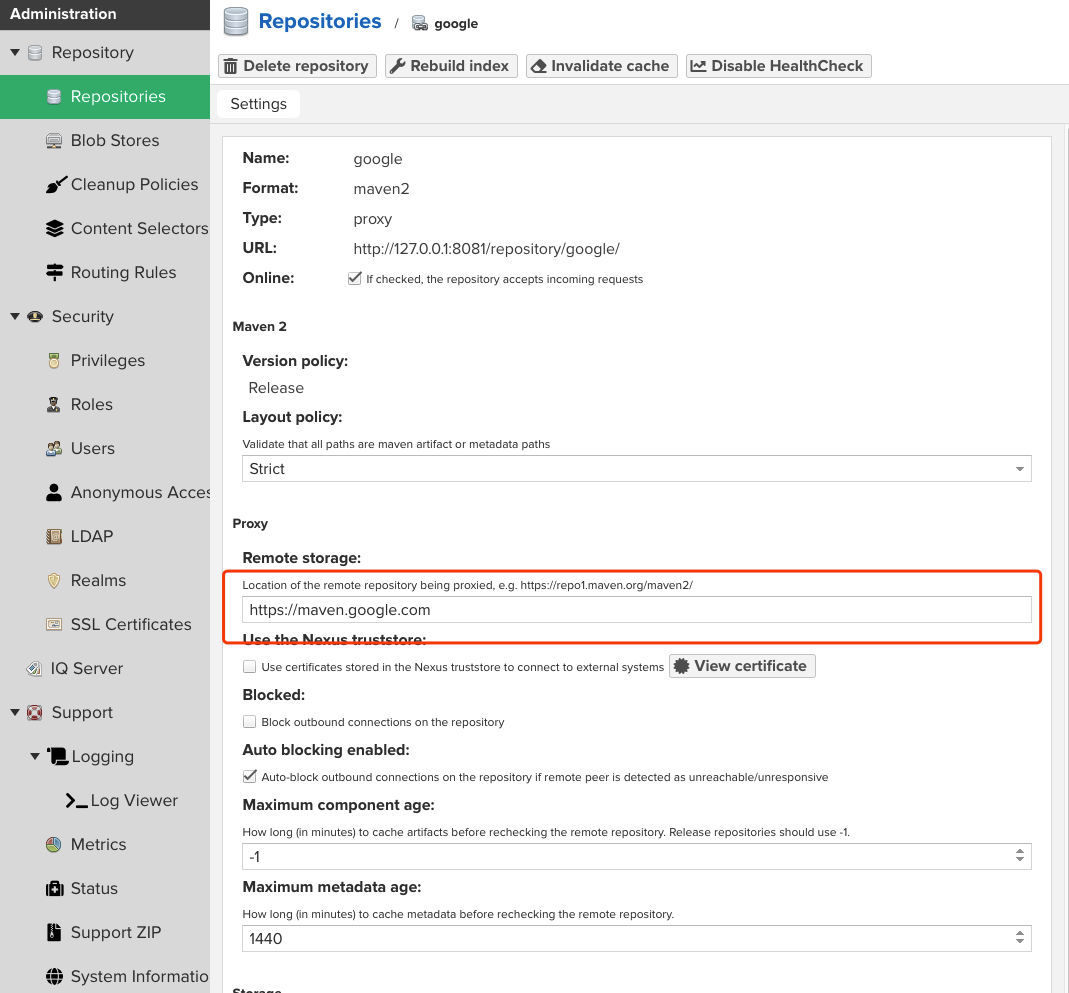 Administration
Repository
Repositories
Blob Stores
Cleanup Policies
Content Selectors
Routing Rules
Security
Privileges
Roles
Users
Anonymous Acces
LDAP
Realms
SSL Certificates
IQ Server
Support
Logging
Log Viewer
Metrics
Status
Support ZIP
System Informatio
Repositories / google
Delete repository Rebuild index Invalidate cache Disable HealthCheck
Settings
Name: google
Format: maven2
Type: proxy
URL: http://127.0.0.1:8081/repository/google/
Online: If checked, the repository accepts incoming requests
Maven 2
Version policy:
Release
Layout policy:
Validate that all paths are maven artifact or metadata paths
Strict
Proxy
Remote storage:
Location of the remote repository being proxied, e.g. https://repo1.maven.org/maven2/
https://maven.google.com
Use the Nexus truststore:
Use certificates stored in the Nexus truststore to connect to external systems View certificate
Blocked:
Block outbound connections on the repository
Auto blocking enabled:
Auto-block outbound connections on the repository if remote peer is detected as unreachable/unresponsive
Maximum component age:
How long (in minutes) to cache artifacts before rechecking the remote repository. Release repositories should use -1.
-1
Maximum metadata age:
How long (in minutes) to cache metadata before rechecking the remote repository.
1440
Storage